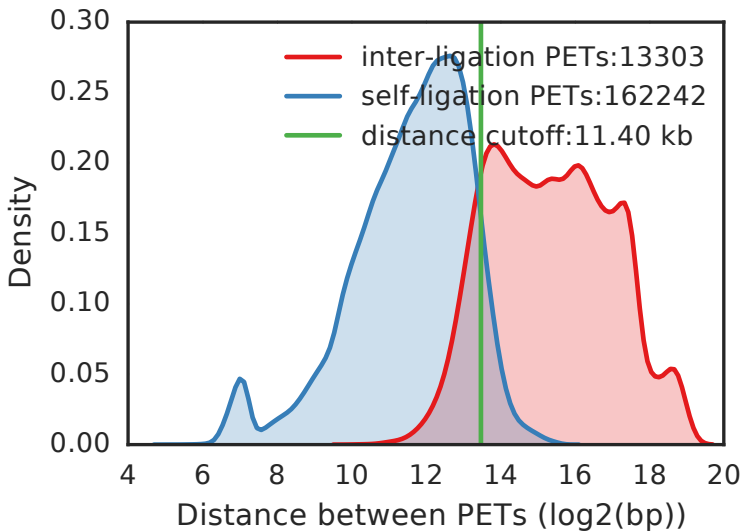 0.30
inter-ligation PETs:13303
0.25
self-ligation PETs:162242
distance cutoff:11.40 kb
0.20
0.15
0.10
0.05
0.00
Density
4 6 8 10 12 14 16 18 20
Distance between PETs (log2(bp))